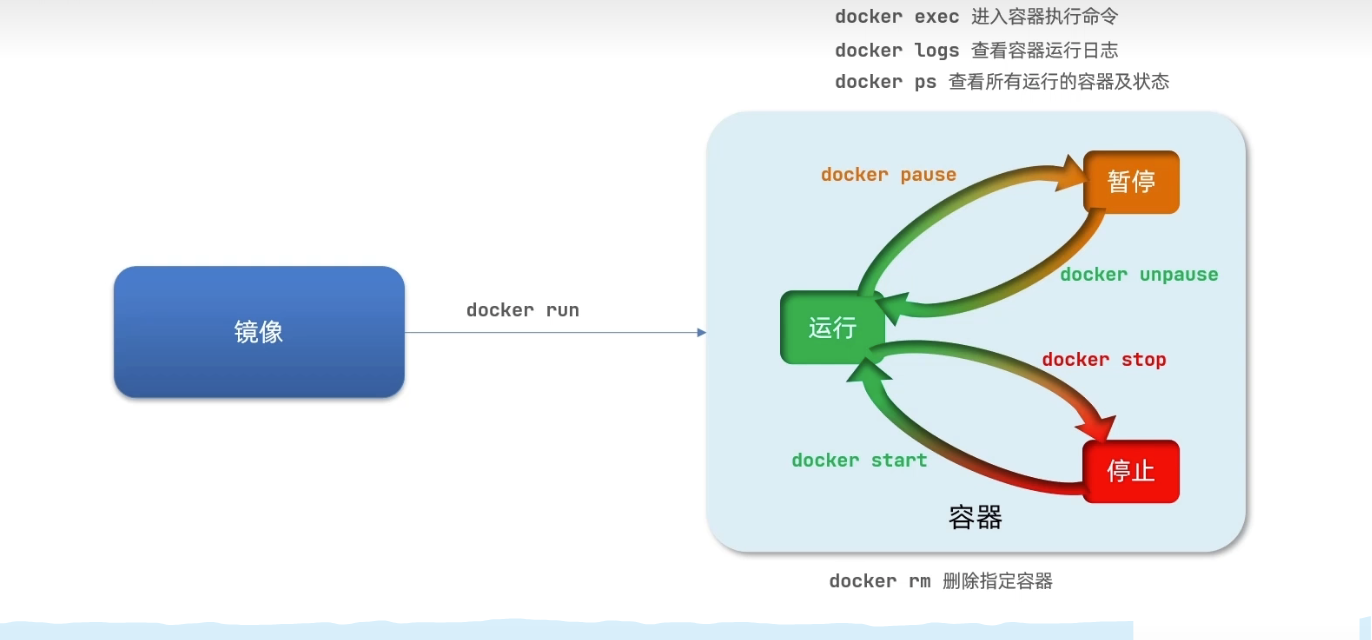 docker exec 进入容器执行命令
docker logs 查看容器运行日志
docker ps 查看所有运行的容器及状态
docker pause
暂停
docker unpause
镜像
docker run
运行
docker stop
docker start
停止
容器
docker rm 删除指定容器